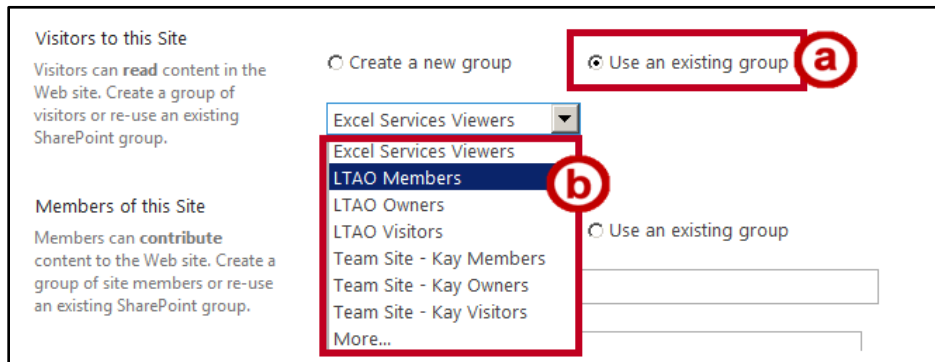 Visitors to this Site
Visitors can read content in the
Web site. Create a group of
visitors or re-use an existing
SharePoint group.
Create a new group
Use an existing group
a
Excel Services Viewers
Excel Services Viewers
LTAO Members
b
LTAO Owners
LTAO Visitors
Team Site - Kay Members
Team Site - Kay Owners
Team Site - Kay Visitors
More...
Members of this Site
Members can contribute
content to the Web site. Create a
group of site members or re-use
an existing SharePoint group.
Use an existing group